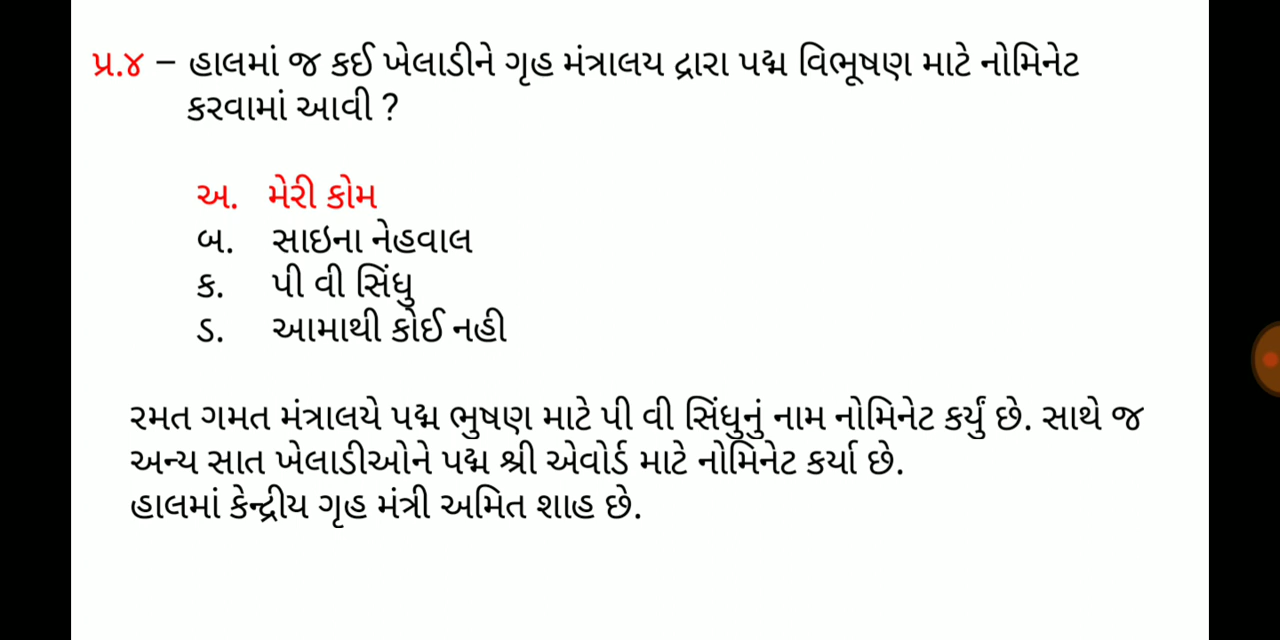 પ્ર.૪ – હાલમાં જ કઈ ખેલાડીને ગૃહ મંત્રાલય દ્રારા પદ્મ વિભૂષણ માટે નોમિનેટ
કરવામાં આવી ?
અ. મેરી કોમ
બ. સાઇના નેહવાલ
ક. પી વી સિંધુ
ડ. આમાથી કોઈ નહી
રમત ગમત મંત્રાલયે પદ્મ ભુષણ માટે પી વી સિંધુનું નામ નોમિનેટ કર્યું છે. સાથે જ
અન્ય સાત ખેલાડીઓને પદ્મ શ્રી એવોર્ડ માટે નોમિનેટ કર્યા છે.
હાલમાં કેન્દ્રીય ગૃહ મંત્રી અમિત શાહ છે.